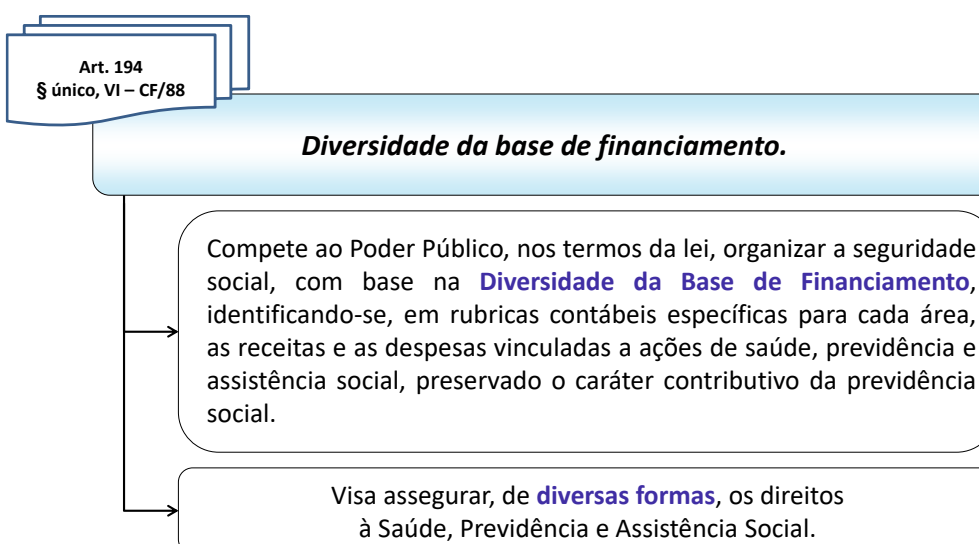 Art. 194
§ único, VI – CF/88
Diversidade da base de financiamento.
Compete ao Poder Público, nos termos da lei, organizar a seguridade
social, com base na Diversidade da Base de Financiamento,
identificando-se, em rubricas contábeis específicas para cada área,
as receitas e as despesas vinculadas a ações de saúde, previdência e
assistência social, preservado o caráter contributivo da previdência
social.
Visa assegurar, de diversas formas, os direitos
à Saúde, Previdência e Assistência Social.